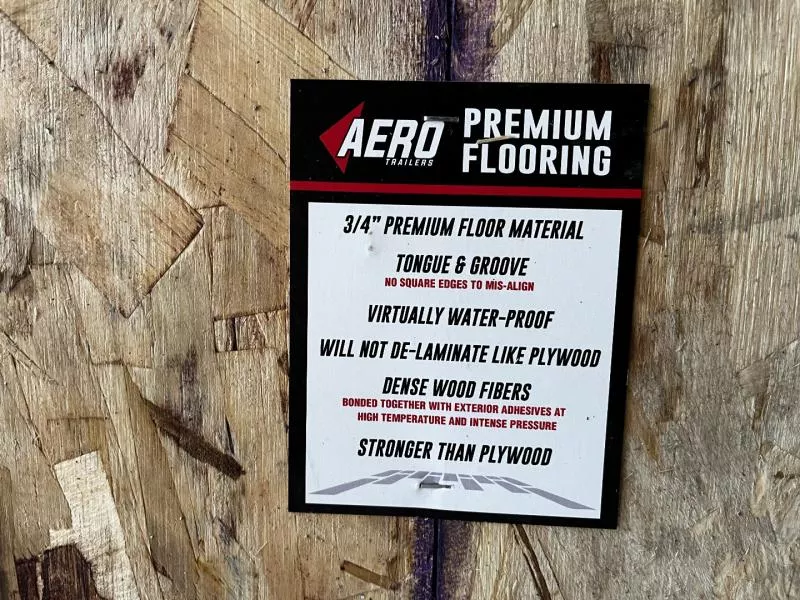 AERO
TRAILERS
PREMIUM
FLOORING
3/4" PREMIUM FLOOR MATERIAL
TONGUE & GROOVE
NO SQUARE EDGES TO MIS-ALIGN
VIRTUALLY WATER-PROOF
WILL NOT DE-LAMINATE LIKE PLYWOOD
DENSE WOOD FIBERS
BONDED TOGETHER WITH EXTERIOR ADHESIVES AT
HIGH TEMPERATURE AND INTENSE PRESSURE
STRONGER THAN PLYWOOD